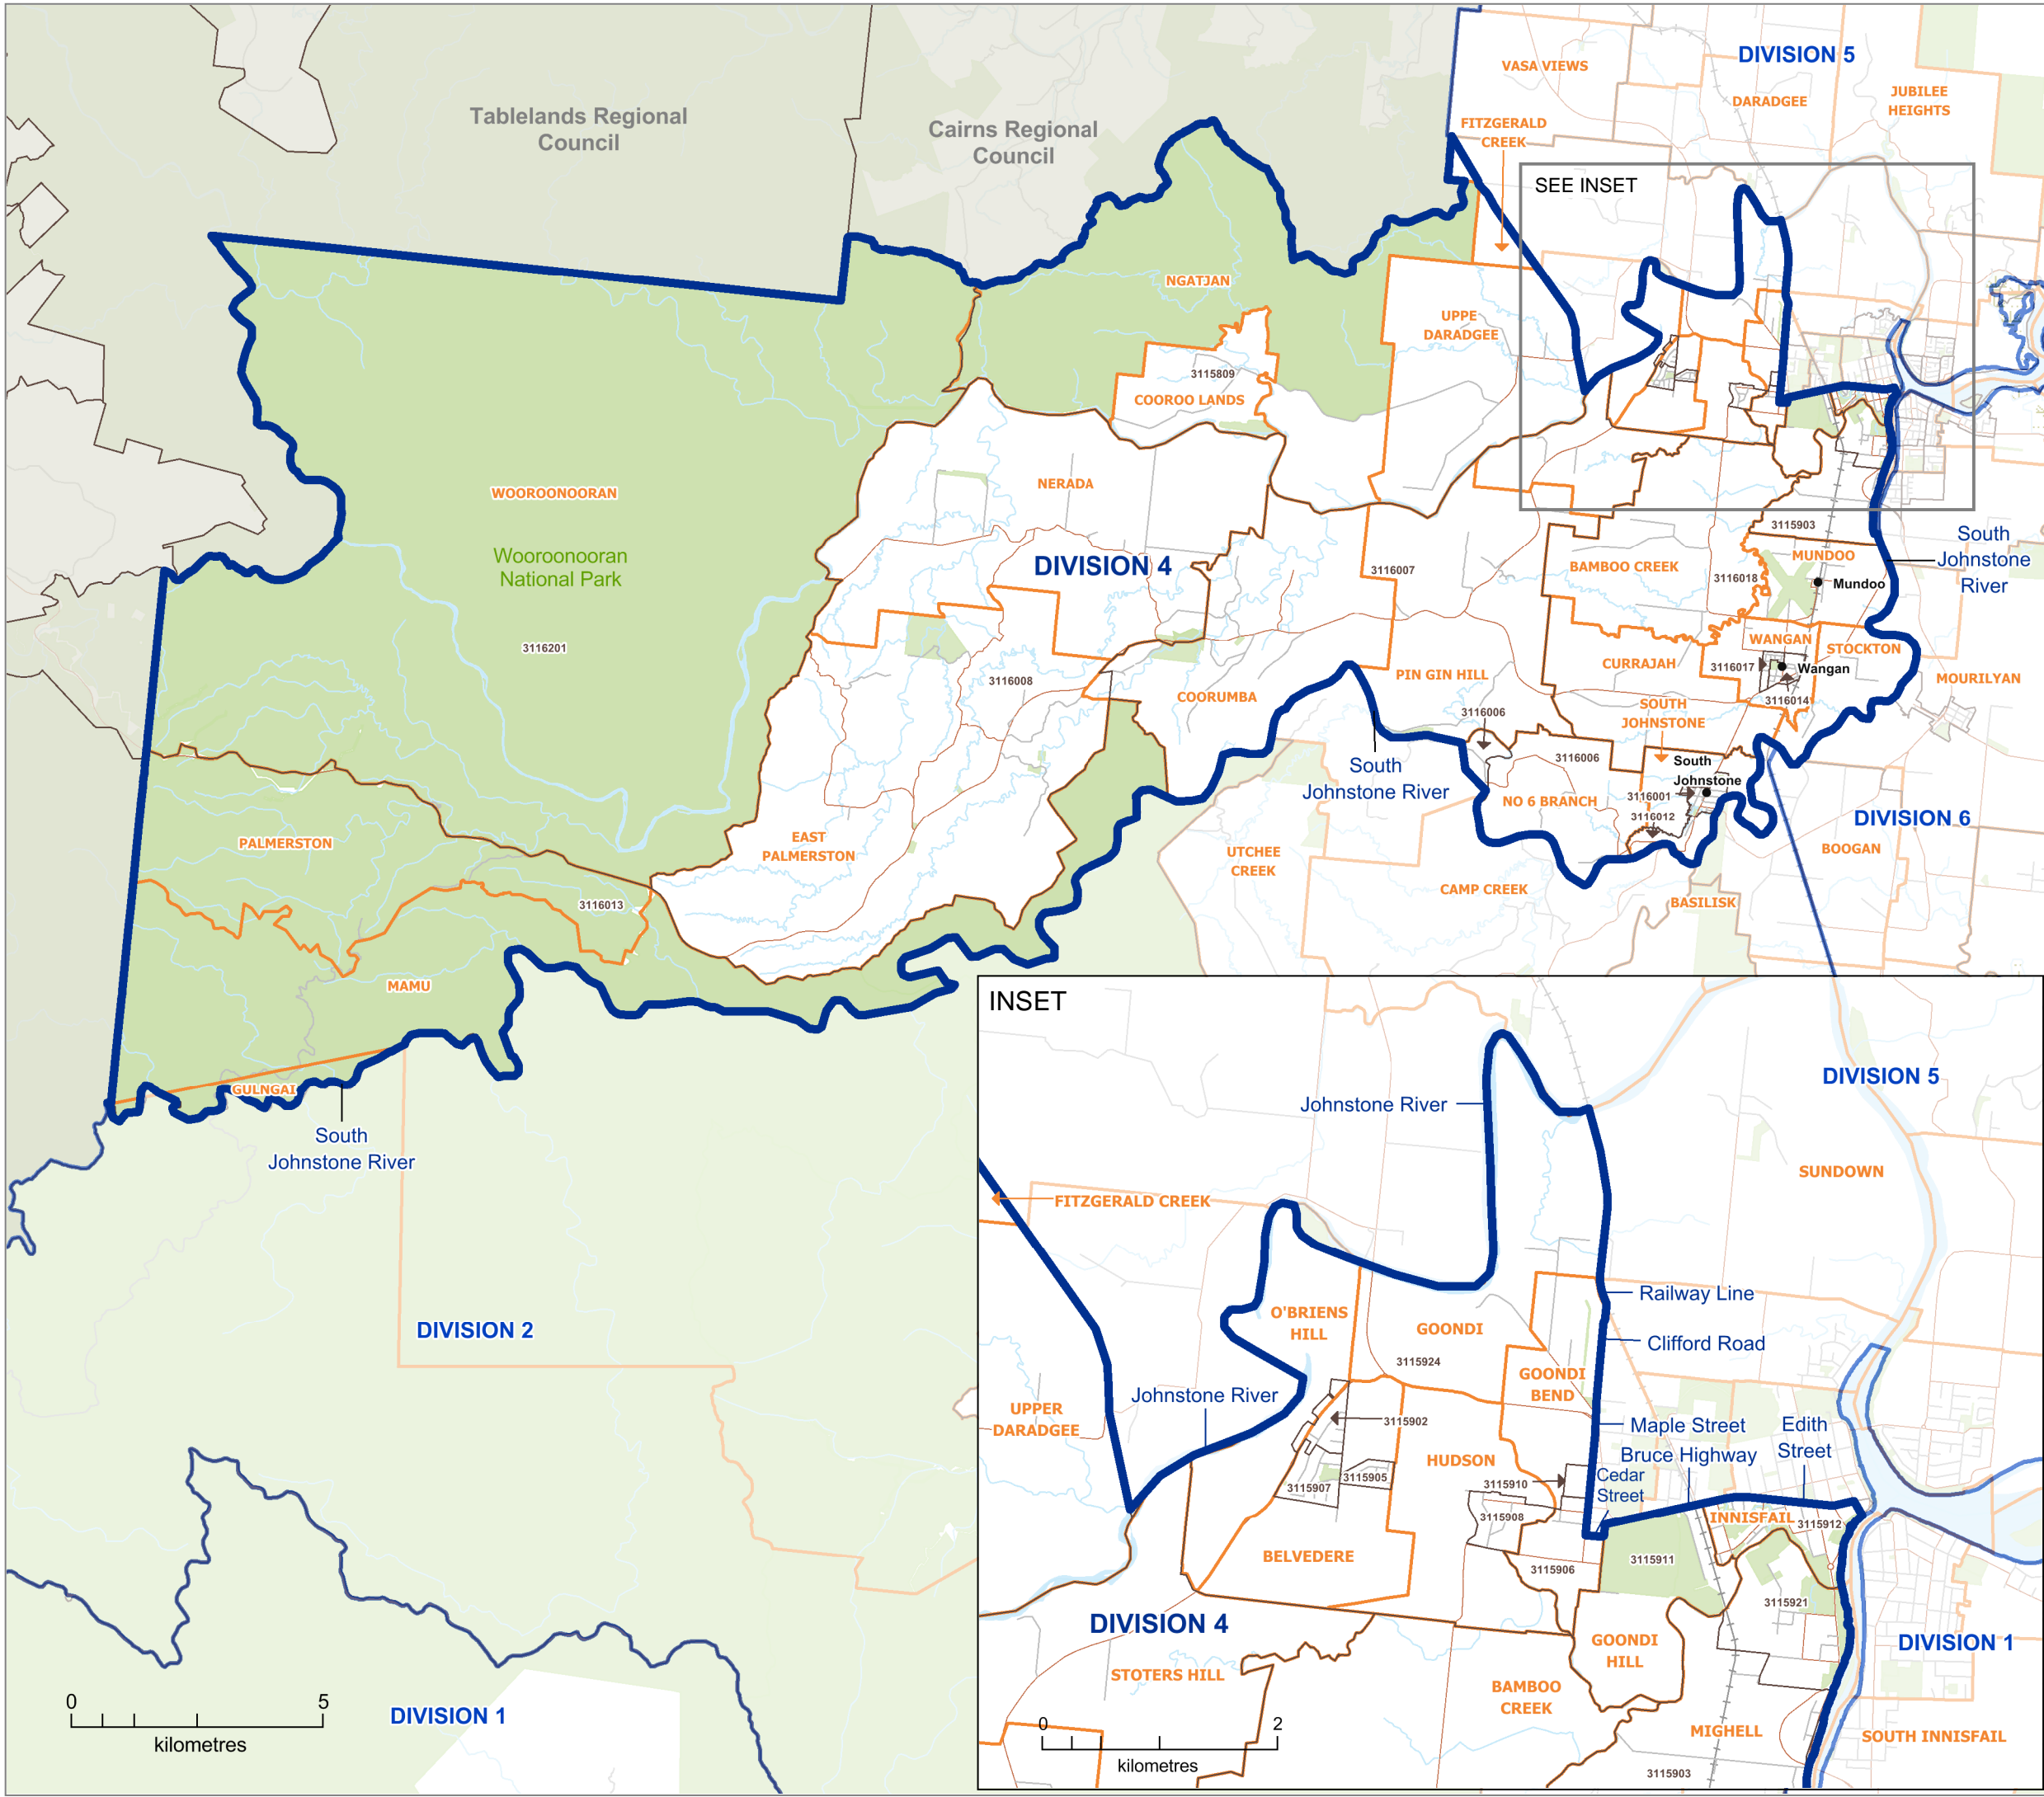 Tablelands Regional
Council
Cairns Regional
Council
VASA VIEWS
DIVISION 5
DARADGEE
JUBILEE
HEIGHTS
FITZGERALD
CREEK
SEE INSET
NGATJAN
UPPE
DARADGEE
3115809
COOROO LANDS
WOOROONOORAN
NERADA
Wooroonooran
National Park
DIVISION 4
3116007
3115903
BAMBOO CREEK
3116018
MUNDOO
Mundoo
South
Johnstone
River
3116201
3116008
COORUMBA
PIN GIN HILL
CURRAJAH
WANGAN
3116017
Wangan
STOCKTON
3116014
MOURILYAN
SOUTH
JOHNSTONE
3116006
3116006
South
Johnstone River
South
Johnstone
3116001
3116012
NO 6 BRANCH
DIVISION 6
BOOGAN
PALMERSTON
EAST
PALMERSTON
UTCHEE
CREEK
CAMP CREEK
BASILISK
3116013
MAMU
GULNGAI
South
Johnstone River
DIVISION 2
DIVISION 1
0 5
kilometres
INSET
DIVISION 5
Johnstone River
SUNDOWN
FITZGERALD CREEK
Railway Line
O'BRIENS
HILL
GOONDI
Clifford Road
3115924
GOONDI
BEND
UPPER
DARADGEE
Johnstone River
3115902
Maple Street
Edith
Street
Bruce Highway
HUDSON
3115905
3115907
3115910
Cedar
Street
3115908
INNISFAIL
3115912
BELVEDERE
3115906
3115911
3115921
DIVISION 4
STOTERS HILL
GOONDI
HILL
DIVISION 1
BAMBOO
CREEK
MIGHELL
SOUTH INNISFAIL
0 2
kilometres
3115903